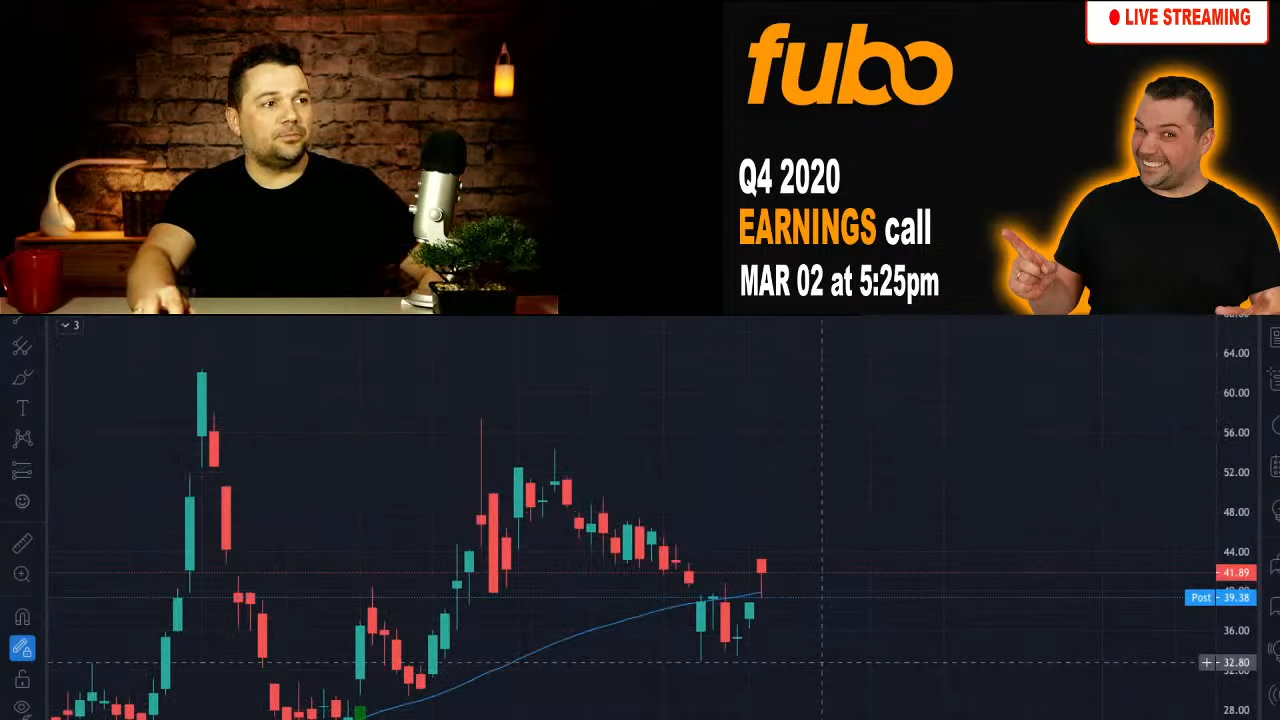 LIVE STREAMING
fubo
Q4 2020
EARNINGS call
MAR 02 at 5:25pm
3
64.00
60.00
56.00
52.00
48.00
44.00
41.89
Post 39.38
36.00
32.80
28.00